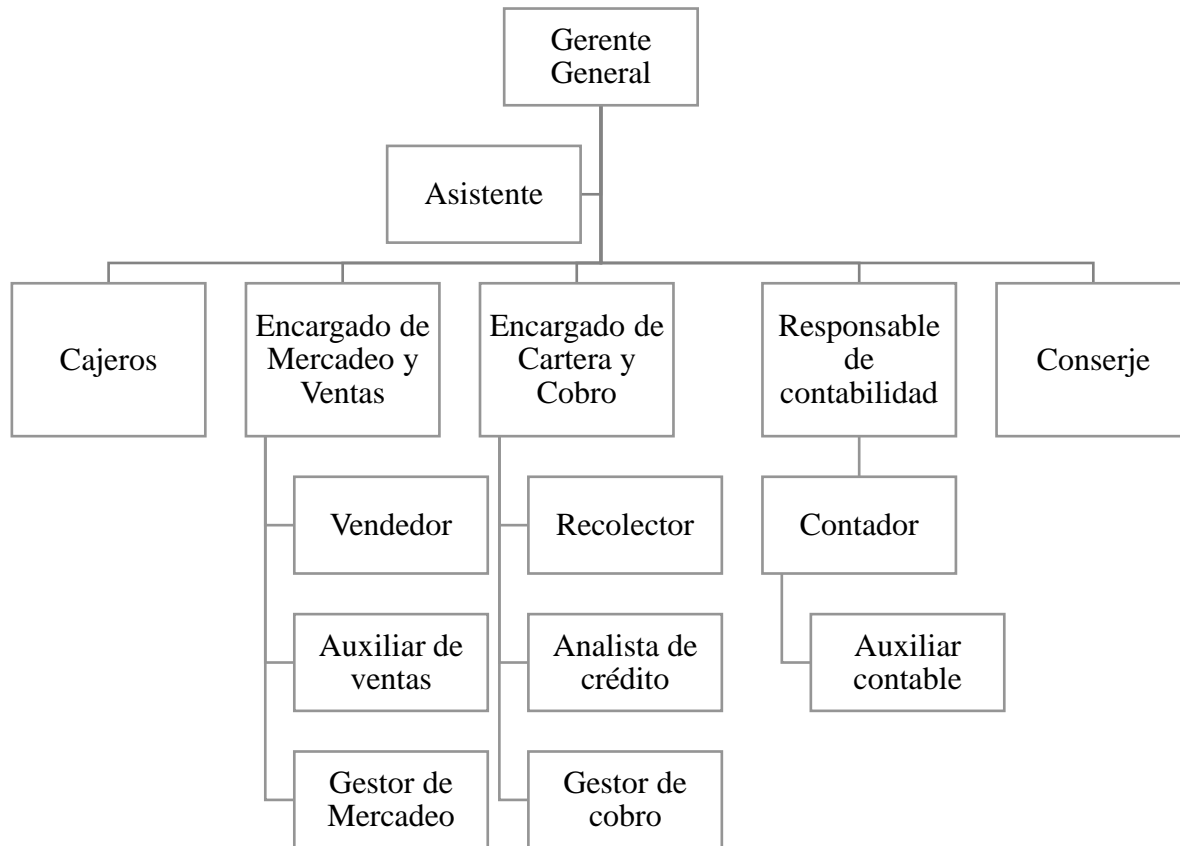 Gerente
General
Asistente
Cajeros
Encargado de
Mercadeo y
Ventas
Encargado de
Cartera y
Cobro
Responsable
de
contabilidad
Conserje
Vendedor
Recolector
Contador
Auxiliar de
ventas
Analista de
crédito
Auxiliar
contable
Gestor de
Mercadeo
Gestor de
cobro